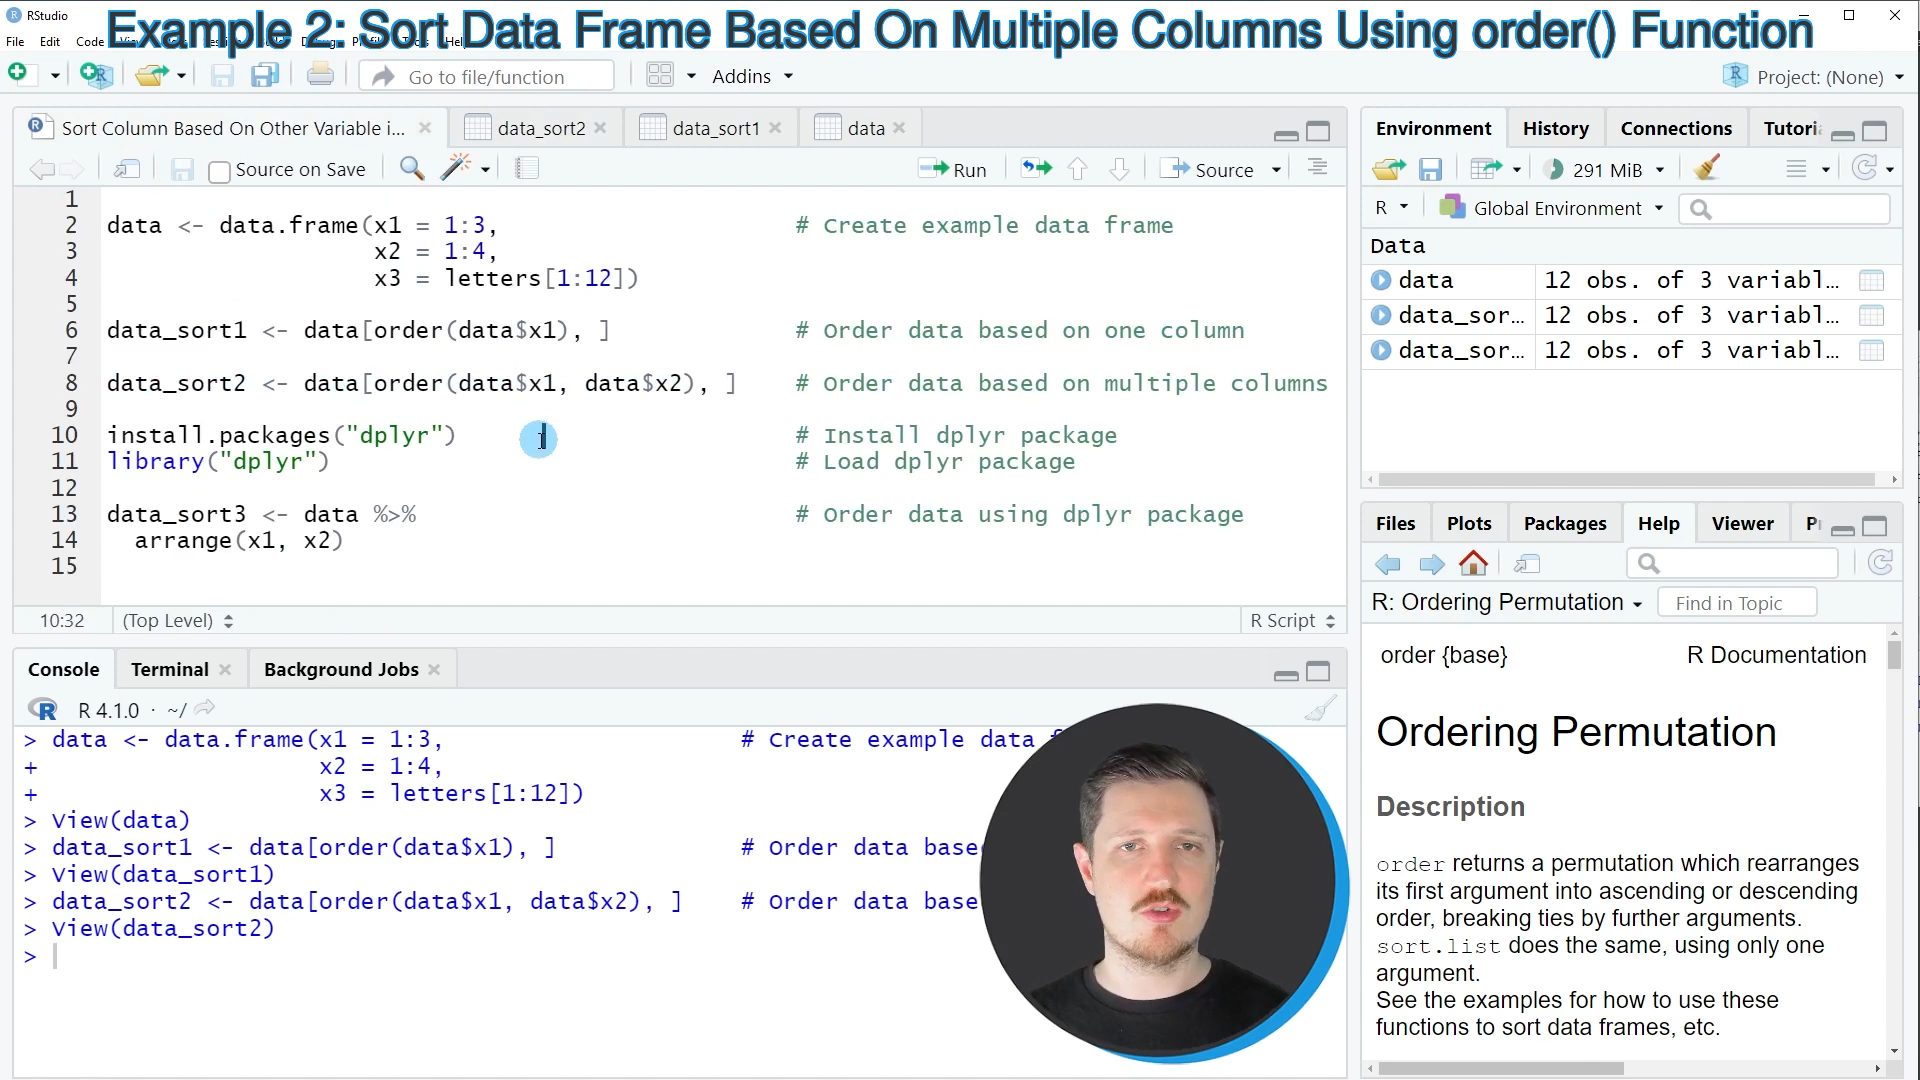 RStudio
Example 2: Sort Data Frame Based On Multiple Columns Using order() Function
File Edit Code Help
Go to file/function
Addins
Project: (None)
Sort Column Based On Other Variable i...
data_sort2
data_sort1
data
Source on Save
Run
Source
1
2 data <- data.frame(x1 = 1:3, # Create example data frame
3 x2 = 1:4,
4 x3 = letters[1:12])
5
6 data_sort1 <- data[order(data$x1), ] # Order data based on one column
7
8 data_sort2 <- data[order(data$x1, data$x2), ] # Order data based on multiple columns
9
10 install.packages("dplyr") # Install dplyr package
11 library("dplyr") # Load dplyr package
12
13 data_sort3 <- data %>% # Order data using dplyr package
14 arrange(x1, x2)
15
10:32 (Top Level) R Script
Console Terminal Background Jobs
R 4.1.0 · ~/
> data <- data.frame(x1 = 1:3, # Create example data f
+ x2 = 1:4,
+ x3 = letters[1:12])
> View(data)
> data_sort1 <- data[order(data$x1), ] # Order data base
> View(data_sort1)
> data_sort2 <- data[order(data$x1, data$x2), ] # Order data base
> View(data_sort2)
>
Environment History Connections Tutori
291 MiB
R Global Environment
Data
data 12 obs. of 3 variabl...
data_sor... 12 obs. of 3 variabl...
data_sor... 12 obs. of 3 variabl...
Files Plots Packages Help Viewer P
R: Ordering Permutation Find in Topic
order {base} R Documentation
Ordering Permutation
Description
order returns a permutation which rearranges
its first argument into ascending or descending
order, breaking ties by further arguments.
sort.list does the same, using only one
argument.
See the examples for how to use these
functions to sort data frames, etc.